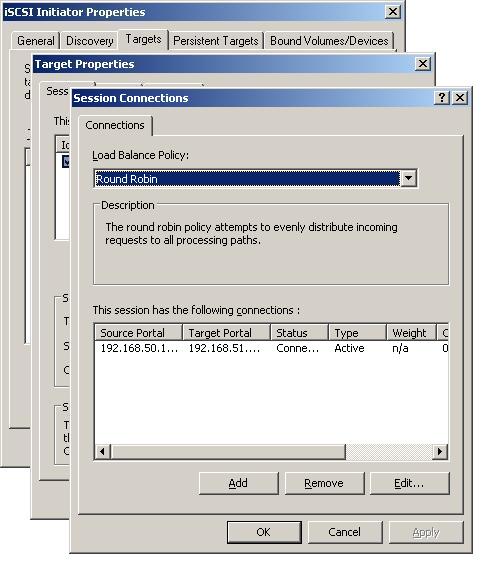 iSCSI Initiator Properties
General Discovery Targets Persistent Targets Bound Volumes/Devices
Target Properties
Session Connections
Connections
Load Balance Policy:
Round Robin
Description
The round robin policy attempts to evenly distribute incoming
requests to all processing paths.
This session has the following connections :
Source Portal Target Portal Status Type Weight
192.168.50.1... 192.168.51.... Conne... Active n/a 0
Add Remove Edit...
OK Cancel Apply